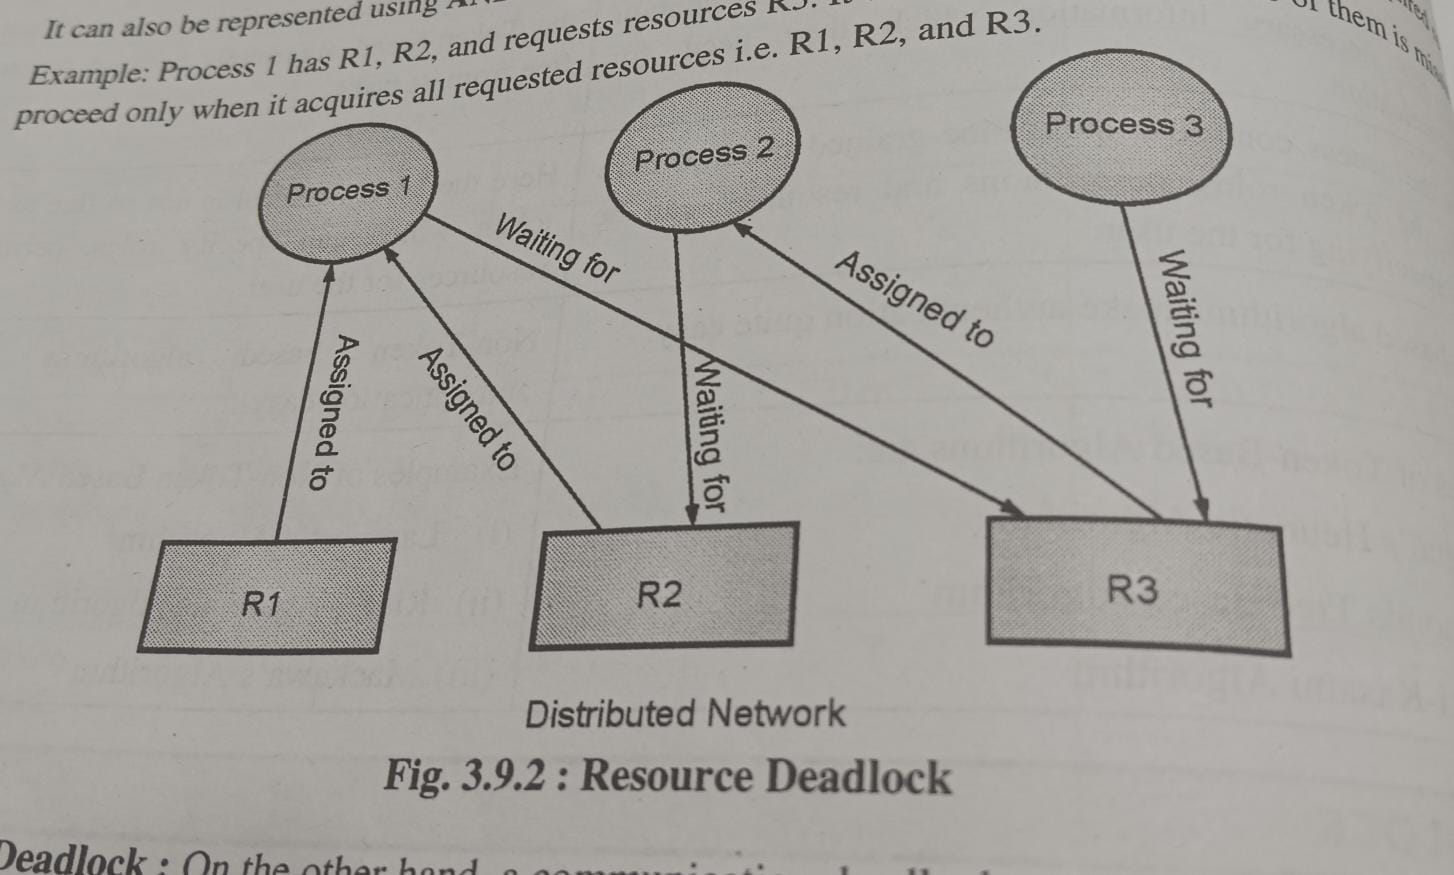 It can also be represented using
Example: Process 1 has R1, R2, and requests resources R3.
them is
proceed only when it acquires all requested resources i.e. R1, R2, and R3.
Process 1
Process 2
Process 3
Waiting for
Assigned to
Waiting for
Assigned to
Assigned to
Waiting for
R1
R2
R3
Distributed Network
Fig. 3.9.2 : Resource Deadlock
Deadlock : On the other hand, a